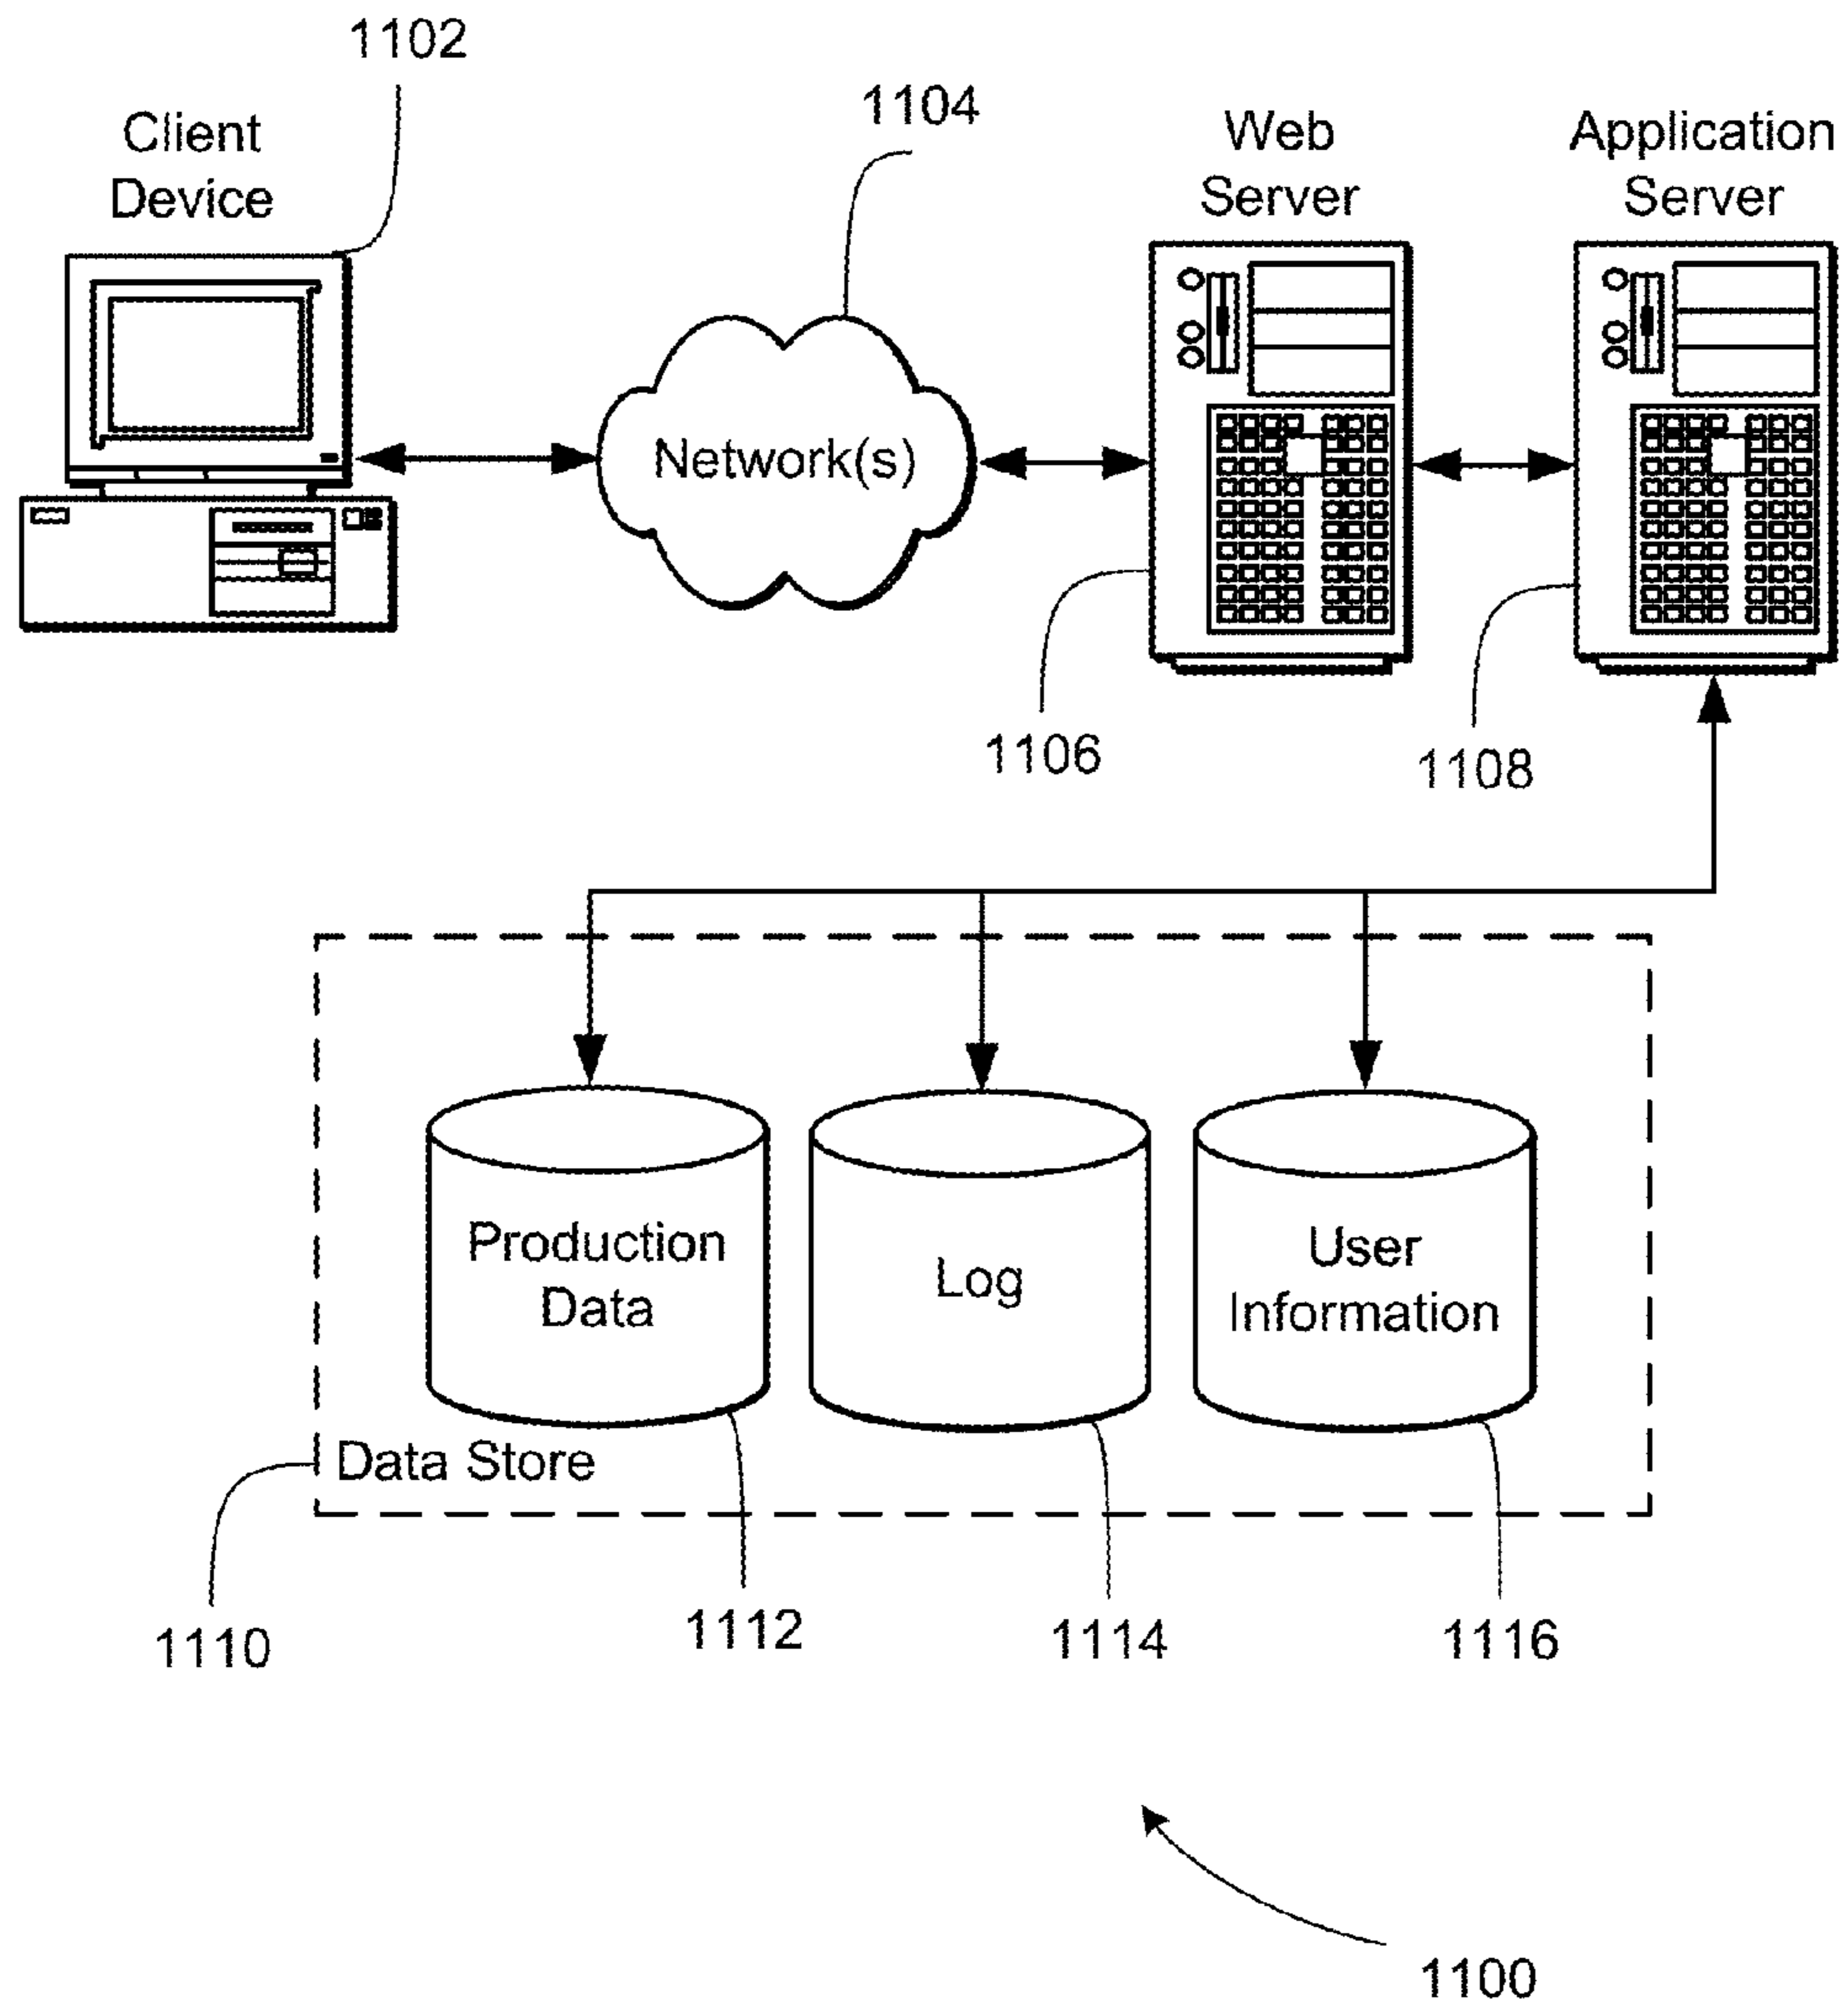 1102
1104
Client
Device
Web
Server
Application
Server
Network(s)
1106
1108
Production
Data
Log
User
Information
Data Store
1110
1112
1114
1116
1100